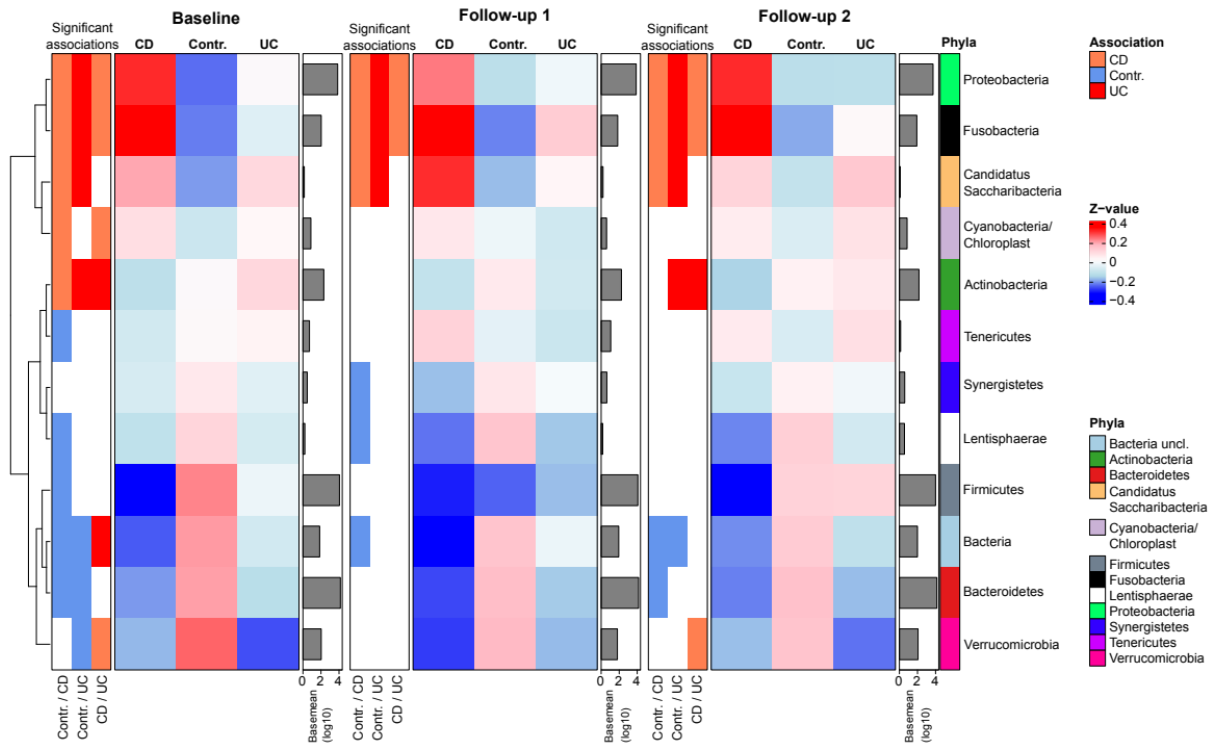 Baseline
Follow-up 1
Follow-up 2
Significant
associations
CD
Contr.
UC
Significant
associations
CD
Contr.
UC
Significant
associations
CD
Contr.
UC
Phyla
Proteobacteria
Fusobacteria
Candidatus
Saccharibacteria
Cyanobacteria/
Chloroplast
Actinobacteria
Tenericutes
Synergistetes
Lentisphaerae
Firmicutes
Bacteria
Bacteroidetes
Verrucomicrobia
Contr. / CD
Contr. / UC
CD / UC
0 2 4
Basemean
(log10)
Contr. / CD
Contr. / UC
CD / UC
0 2 4
Basemean
(log10)
Contr. / CD
Contr. / UC
CD / UC
0 2 4
Basemean
(log10)
Association
CD
Contr.
UC
Z−value
0.4
0.2
0
−0.2
−0.4
Phyla
Bacteria uncl.
Actinobacteria
Bacteroidetes
Candidatus
Saccharibacteria
Cyanobacteria/
Chloroplast
Firmicutes
Fusobacteria
Lentisphaerae
Proteobacteria
Synergistetes
Tenericutes
Verrucomicrobia